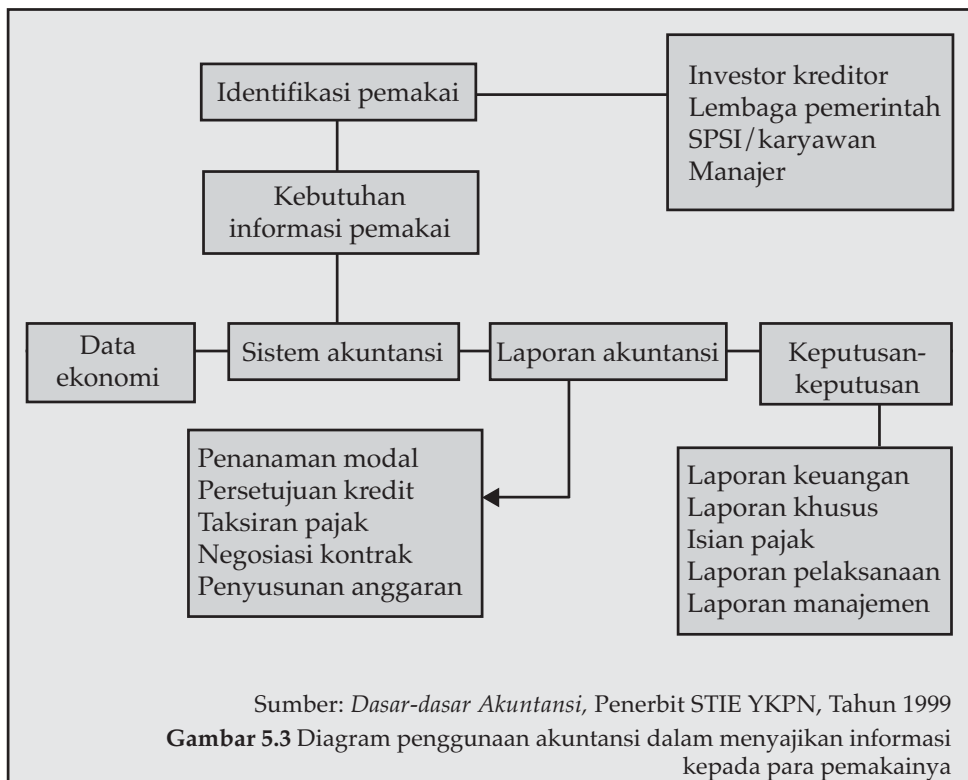 Identifikasi pemakai
Investor kreditor
Lembaga pemerintah
SPSI/karyawan
Manajer
Kebutuhan
informasi pemakai
Data
ekonomi
Sistem akuntansi
Laporan akuntansi
Keputusan-
keputusan
Penanaman modal
Persetujuan kredit
Taksiran pajak
Negosiasi kontrak
Penyusunan anggaran
Laporan keuangan
Laporan khusus
Isian pajak
Laporan pelaksanaan
Laporan manajemen
Sumber: Dasar-dasar Akuntansi, Penerbit STIE YKPN, Tahun 1999
Gambar 5.3 Diagram penggunaan akuntansi dalam menyajikan informasi
kepada para pemakainya